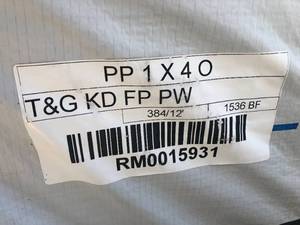 PP 1 X 4 O
T&G KD FP PW
384/12' 1536 BF
RM0015931